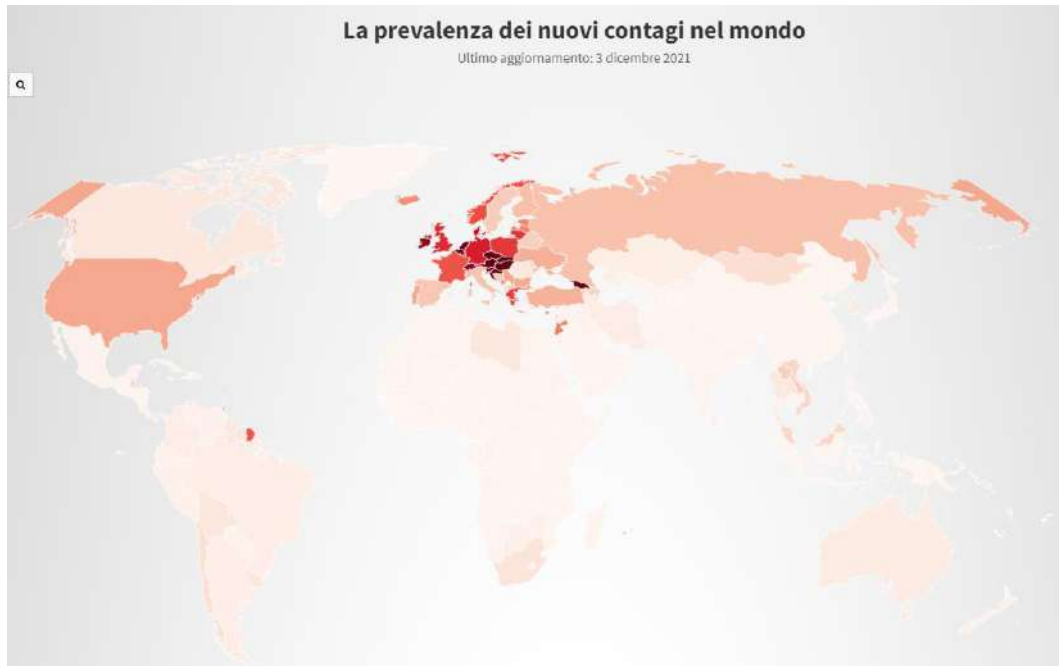 La prevalenza dei nuovi contagi nel mondo
Ultimo aggiornamento: 3 dicembre 2021